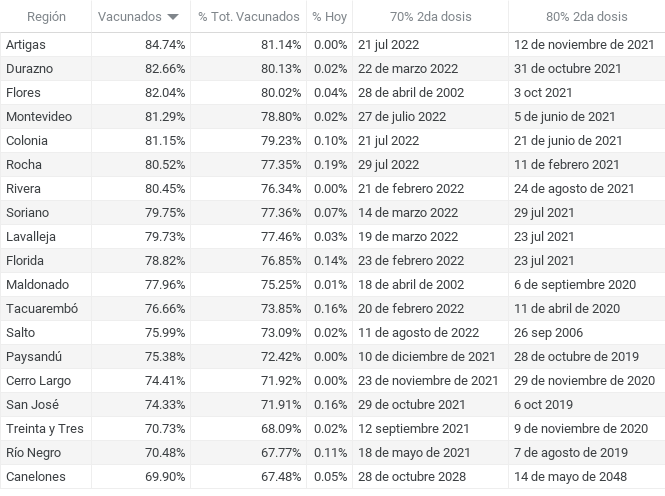 Región Vacunados % Tot. Vacunados % Hoy 70% 2da dosis 80% 2da dosis
Artigas 84.74% 81.14% 0.00% 21 jul 2022 12 de noviembre de 2021
Durazno 82.66% 80.13% 0.02% 22 de marzo 2022 31 de octubre 2021
Flores 82.04% 80.02% 0.04% 28 de abril de 2002 3 oct 2021
Montevideo 81.29% 78.80% 0.02% 27 de julio 2022 5 de junio de 2021
Colonia 81.15% 79.23% 0.10% 21 jul 2022 21 de junio de 2021
Rocha 80.52% 77.35% 0.19% 29 jul 2022 11 de febrero 2021
Rivera 80.45% 76.34% 0.00% 21 de febrero 2022 24 de agosto de 2021
Soriano 79.75% 77.36% 0.07% 14 de marzo 2022 29 jul 2021
Lavalleja 79.73% 77.46% 0.03% 19 de marzo 2022 23 jul 2021
Florida 78.82% 76.85% 0.14% 23 de febrero 2022 23 jul 2021
Maldonado 77.96% 75.25% 0.01% 18 de abril de 2002 6 de septiembre 2020
Tacuarembó 76.66% 73.85% 0.16% 20 de febrero 2022 11 de abril de 2020
Salto 75.99% 73.09% 0.02% 11 de agosto de 2022 26 sep 2006
Paysandú 75.38% 72.42% 0.00% 10 de diciembre de 2021 28 de octubre de 2019
Cerro Largo 74.41% 71.92% 0.00% 23 de noviembre de 2021 29 de noviembre de 2020
San José 74.33% 71.91% 0.16% 29 de octubre 2021 6 oct 2019
Treinta y Tres 70.73% 68.09% 0.02% 12 septiembre 2021 9 de noviembre de 2020
Río Negro 70.48% 67.77% 0.11% 18 de mayo de 2021 7 de agosto de 2019
Canelones 69.90% 67.48% 0.05% 28 de octubre 2028 14 de mayo de 2048